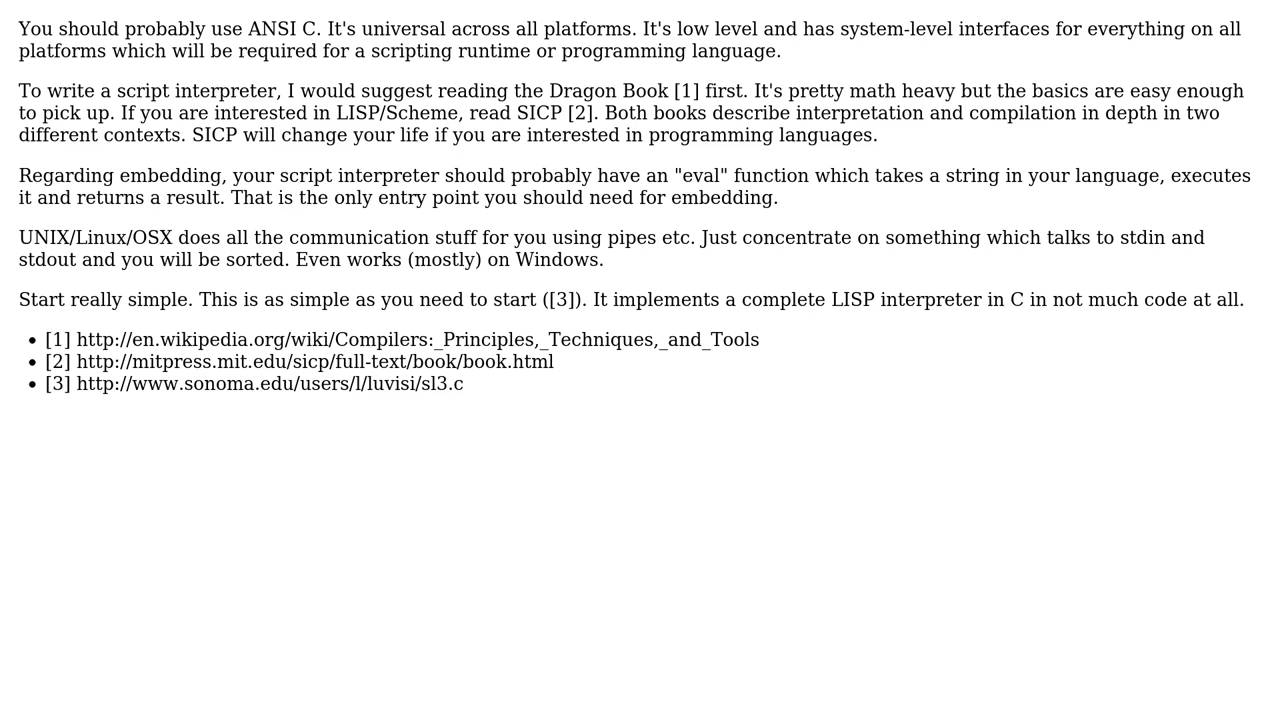 You should probably use ANSI C. It's universal across all platforms. It's low level and has system-level interfaces for everything on all
platforms which will be required for a scripting runtime or programming language.
To write a script interpreter, I would suggest reading the Dragon Book [1] first. It's pretty math heavy but the basics are easy enough
to pick up. If you are interested in LISP/Scheme, read SICP [2]. Both books describe interpretation and compilation in depth in two
different contexts. SICP will change your life if you are interested in programming languages.
Regarding embedding, your script interpreter should probably have an "eval" function which takes a string in your language, executes
it and returns a result. That is the only entry point you should need for embedding.
UNIX/Linux/OSX does all the communication stuff for you using pipes etc. Just concentrate on something which talks to stdin and
stdout and you will be sorted. Even works (mostly) on Windows.
Start really simple. This is as simple as you need to start ([3]). It implements a complete LISP interpreter in C in not much code at all.
• [1] http://en.wikipedia.org/wiki/Compilers:_Principles,_Techniques,_and_Tools
• [2] http://mitpress.mit.edu/sicp/full-text/book/book.html
• [3] http://www.sonoma.edu/users/l/luvisi/sl3.c